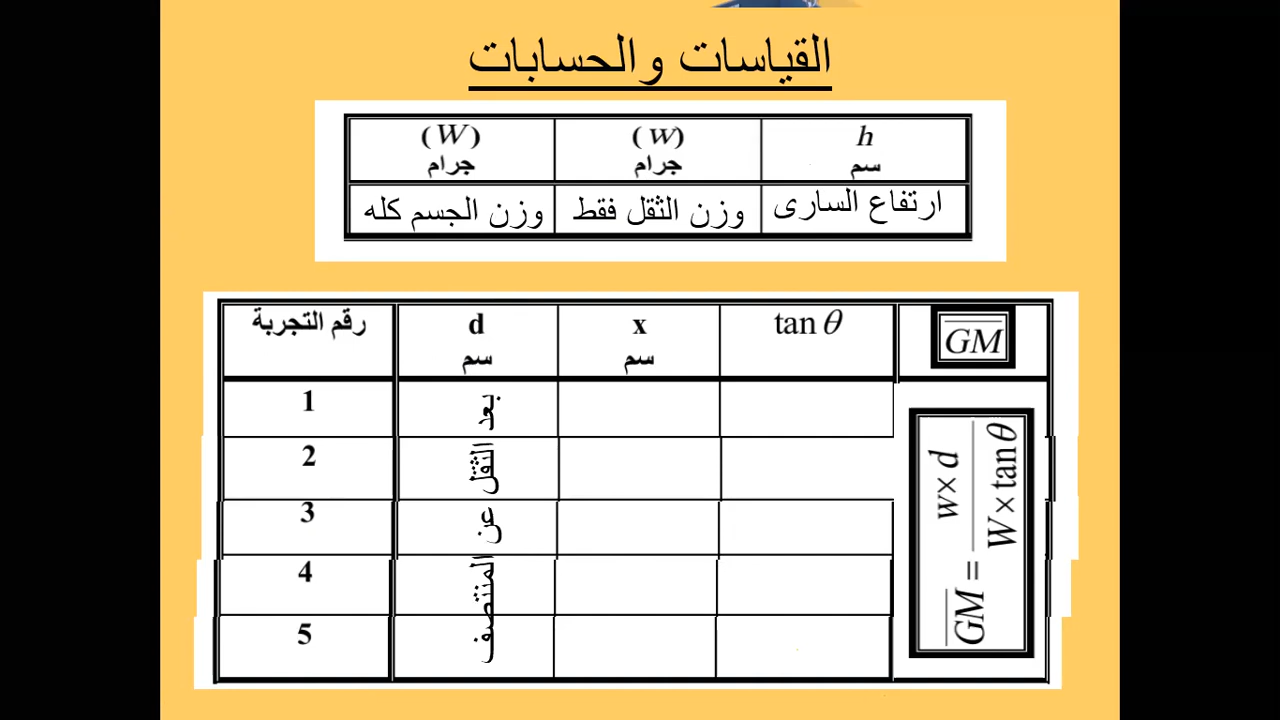 القياسات والحسابات
h (w) (W)
سم جرام جرام
ارتفاع السارى وزن الثقل فقط وزن الجسم كله
رقم التجربة d x tan θ GM
سم سم
1
2
3
4
5
بعد الثقل عن المنتصف
GM = w × d / W × tan θ